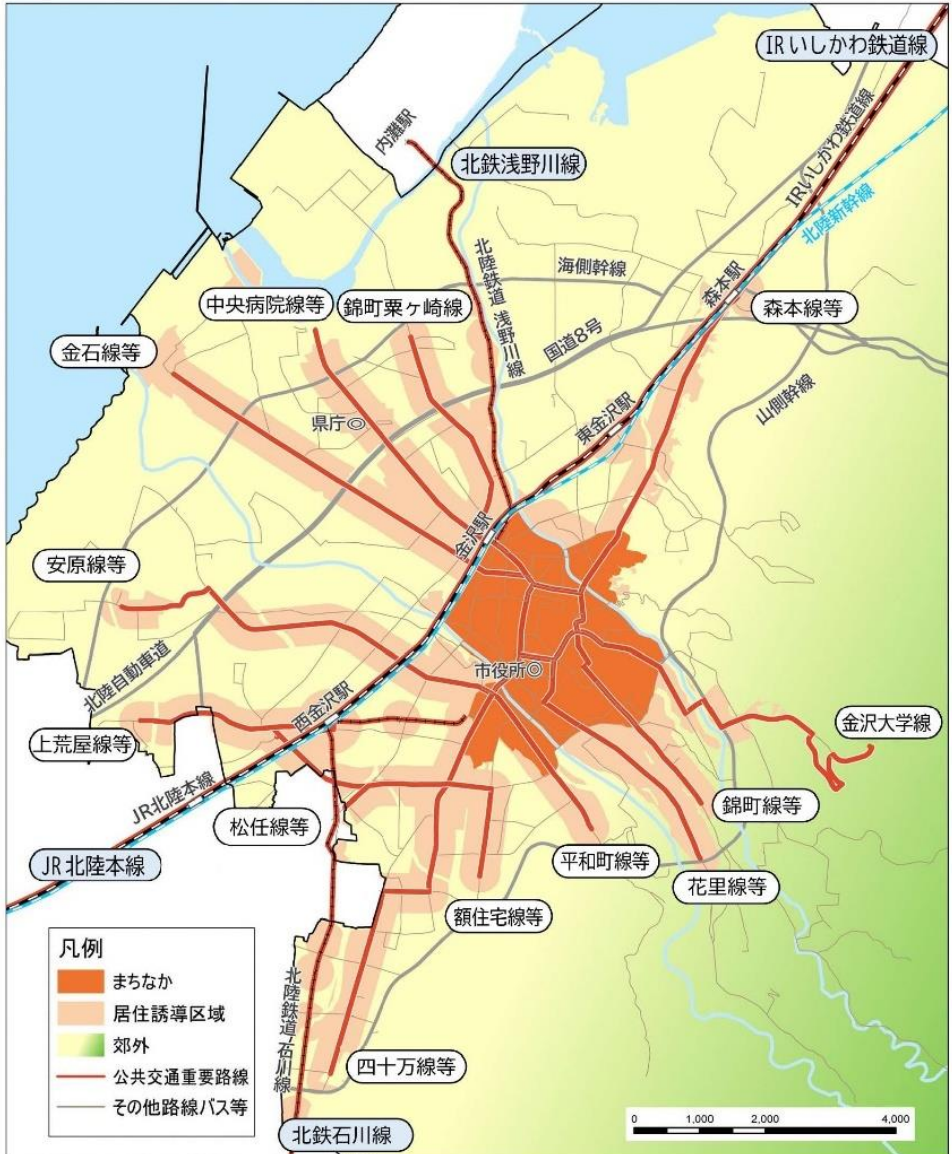 IRいしかわ鉄道線
内灘駅
北鉄浅野川線
IRいしかわ鉄道線
北陸新幹線
北陸鉄道 浅野川線
海側幹線
森本駅
中央病院線等
錦町粟ヶ崎線
森本線等
金石線等
国道8号
県庁◎
東金沢駅
山側幹線
金沢駅
安原線等
北陸自動車道
市役所◎
西金沢駅
上荒屋線等
金沢大学線
JR北陸本線
松任線等
錦町線等
JR北陸本線
平和町線等
花里線等
額住宅線等
凡例
まちなか
居住誘導区域
郊外
公共交通重要路線
その他路線バス等
北陸鉄道 石川線
四十万線等
北鉄石川線
0 1,000 2,000 4,000